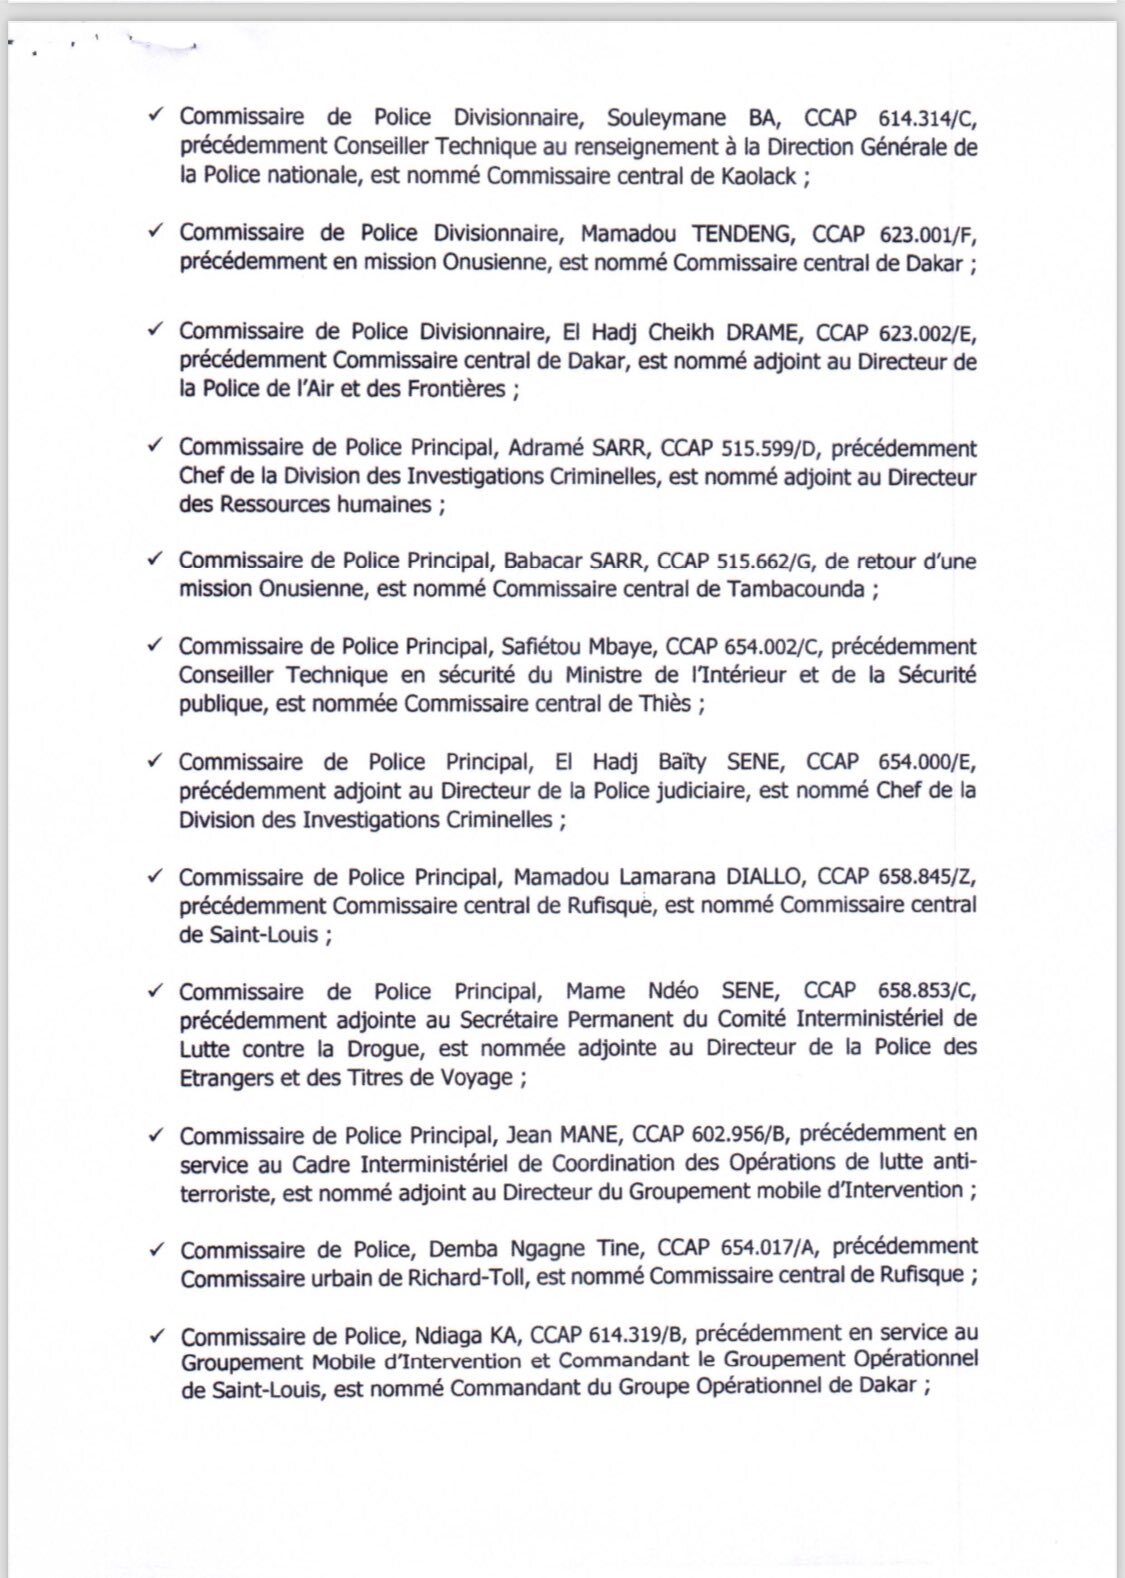 ✓ Commissaire de Police Divisionnaire, Souleymane BA, CCAP 614.314/C,
précédemment Conseiller Technique au renseignement à la Direction Générale de
la Police nationale, est nommé Commissaire central de Kaolack ;
✓ Commissaire de Police Divisionnaire, Mamadou TENDENG, CCAP 623.001/F,
précédemment en mission Onusienne, est nommé Commissaire central de Dakar ;
✓ Commissaire de Police Divisionnaire, El Hadj Cheikh DRAME, CCAP 623.002/E,
précédemment Commissaire central de Dakar, est nommé adjoint au Directeur de
la Police de l'Air et des Frontières ;
✓ Commissaire de Police Principal, Adramé SARR, CCAP 515.599/D, précédemment
Chef de la Division des Investigations Criminelles, est nommé adjoint au Directeur
des Ressources humaines ;
✓ Commissaire de Police Principal, Babacar SARR, CCAP 515.662/G, de retour d'une
mission Onusienne, est nommé Commissaire central de Tambacounda ;
✓ Commissaire de Police Principal, Safiétou Mbaye, CCAP 654.002/C, précédemment
Conseiller Technique en sécurité du Ministre de l'Intérieur et de la Sécurité
publique, est nommée Commissaire central de Thiès ;
✓ Commissaire de Police Principal, El Hadj Baïty SENE, CCAP 654.000/E,
précédemment adjoint au Directeur de la Police judiciaire, est nommé Chef de la
Division des Investigations Criminelles ;
✓ Commissaire de Police Principal, Mamadou Lamarana DIALLO, CCAP 658.845/Z,
précédemment Commissaire central de Rufisque, est nommé Commissaire central
de Saint-Louis ;
✓ Commissaire de Police Principal, Mame Ndéo SENE, CCAP 658.853/C,
précédemment adjointe au Secrétaire Permanent du Comité Interministériel de
Lutte contre la Drogue, est nommée adjointe au Directeur de la Police des
Etrangers et des Titres de Voyage ;
✓ Commissaire de Police Principal, Jean MANE, CCAP 602.956/B, précédemment en
service au Cadre Interministériel de Coordination des Opérations de lutte anti-
terroriste, est nommé adjoint au Directeur du Groupement mobile d'Intervention ;
✓ Commissaire de Police, Demba Ngagne Tine, CCAP 654.017/A, précédemment
Commissaire urbain de Richard-Toll, est nommé Commissaire central de Rufisque ;
✓ Commissaire de Police, Ndiaga KA, CCAP 614.319/B, précédemment en service au
Groupement Mobile d'Intervention et Commandant le Groupement Opérationnel
de Saint-Louis, est nommé Commandant du Groupe Opérationnel de Dakar ;